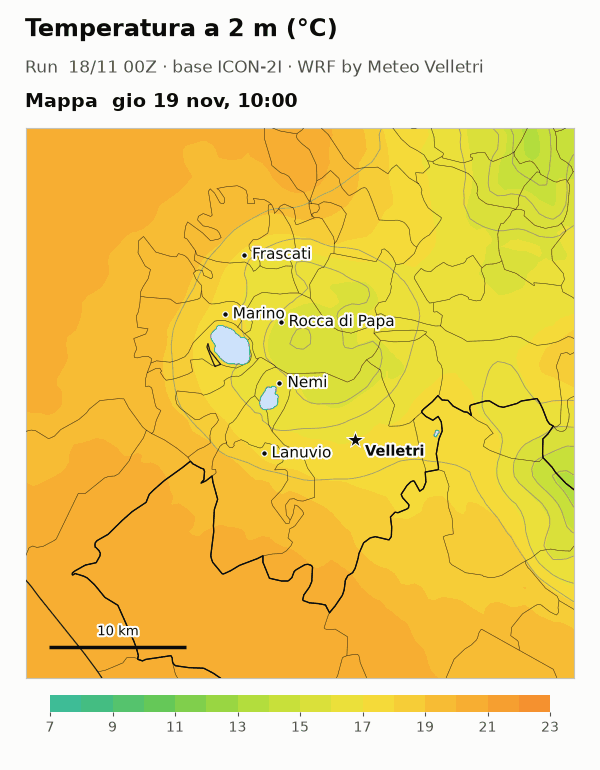 Temperatura a 2 m (°C)
Run  18/11 00Z · base ICON-2I · WRF by Meteo Velletri
Mappa  gio 19 nov, 10:00
Frascati
Marino
Rocca di Papa
Nemi
Velletri
Lanuvio
10 km
7 9 11 13 15 17 19 21 23